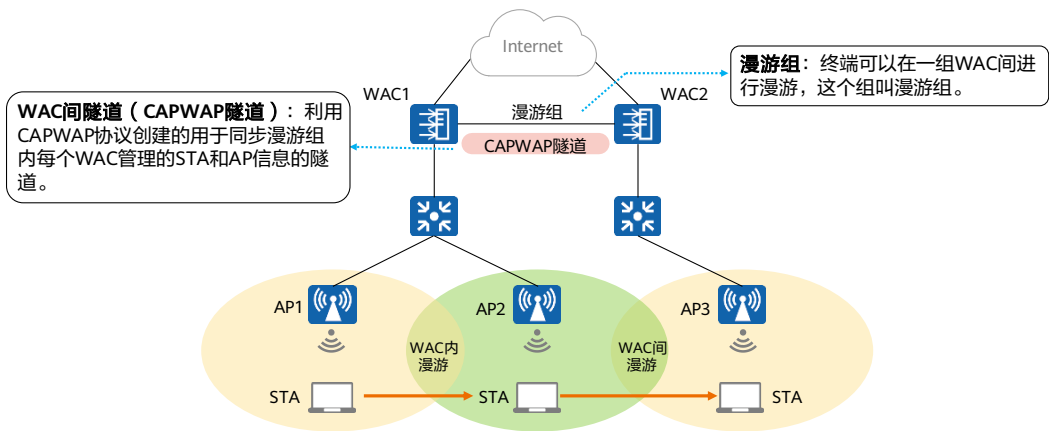 Internet
漫游组：终端可以在一组WAC间进
行漫游，这个组叫漫游组。
WAC1
WAC2
WAC间隧道（CAPWAP隧道）：利用
CAPWAP协议创建的用于同步漫游组
内每个WAC管理的STA和AP信息的隧
道。
漫游组
CAPWAP隧道
AP1
AP2
AP3
WAC内
漫游
WAC间
漫游
STA
STA
STA